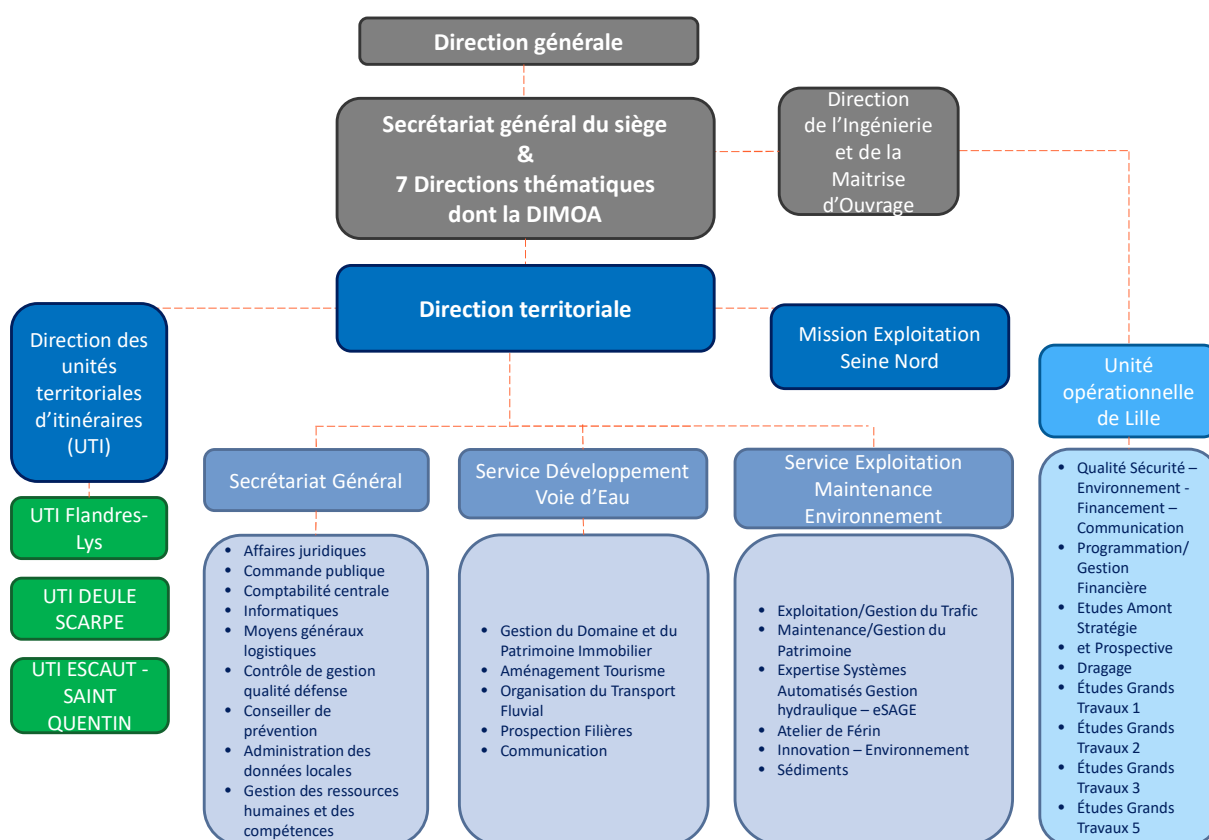 Direction générale
Secrétariat général du siège
&
7 Directions thématiques
dont la DIMOA
Direction
de l'Ingénierie
et de la
Maitrise
d'Ouvrage
Direction territoriale
Mission Exploitation
Seine Nord
Direction des
unités
territoriales
d'itinéraires
(UTI)
Unité
opérationnelle
de Lille
UTI Flandres-
Lys
UTI DEULE
SCARPE
UTI ESCAUT -
SAINT
QUENTIN
Secrétariat Général
• Affaires juridiques
• Commande publique
• Comptabilité centrale
• Informatiques
• Moyens généraux
logistiques
• Contrôle de gestion
qualité défense
• Conseiller de
prévention
• Administration des
données locales
• Gestion des ressources
humaines et des
compétences
Service Développement
Voie d'Eau
• Gestion du Domaine et du
Patrimoine Immobilier
• Aménagement Tourisme
• Organisation du Transport
Fluvial
• Prospection Filières
• Communication
Service Exploitation
Maintenance
Environnement
• Exploitation/Gestion du Trafic
• Maintenance/Gestion du
Patrimoine
• Expertise Systèmes
Automatisés Gestion
hydraulique – eSAGE
• Atelier de Férin
• Innovation – Environnement
• Sédiments
• Qualité Sécurité –
Environnement -
Financement –
Communication
• Programmation/
Gestion
Financière
• Etudes Amont
Stratégie
• et Prospective
• Dragage
• Études Grands
Travaux 1
• Études Grands
Travaux 2
• Études Grands
Travaux 3
• Études Grands
Travaux 5